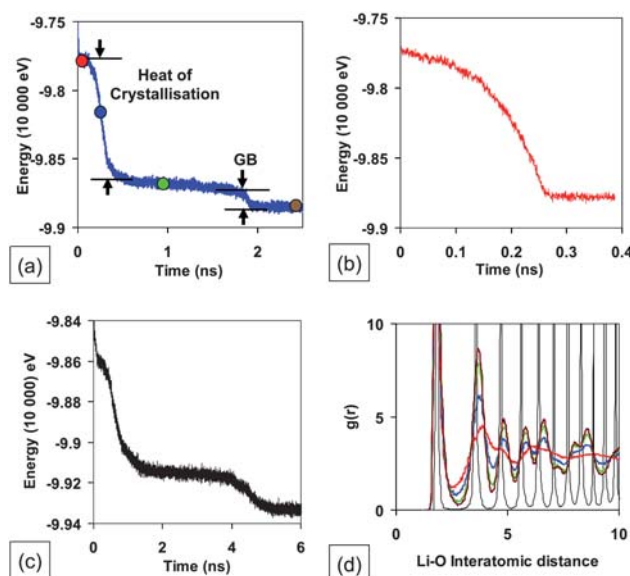 -9.75
-9.8
-9.85
-9.9
Energy (10 000 eV)
Heat of
Crystallisation
GB
0
1
2
Time (ns)
(a)
-9.75
-9.8
-9.85
-9.9
Energy (10 000 eV)
0
0.1
0.2
0.3
0.4
Time (ns)
(b)
-9.84
-9.86
-9.88
-9.9
-9.92
-9.94
Energy (10 000) eV
0
2
4
6
Time (ns)
(c)
10
5
0
g(r)
0
5
10
Li-O Interatomic distance
(d)